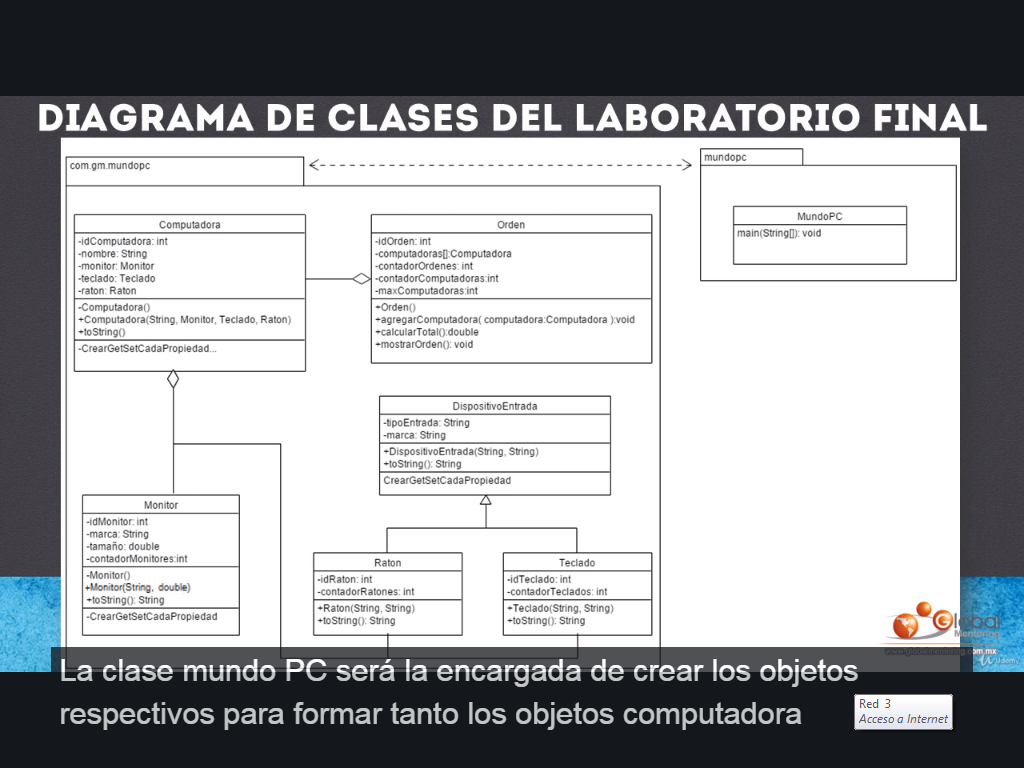 DIAGRAMA DE CLASES DEL LABORATORIO FINAL
com.gm.mundopc
Computadora
-idComputadora: int
-nombre: String
-monitor: Monitor
-teclado: Teclado
-raton: Raton
-Computadora()
+Computadora(String, Monitor, Teclado, Raton)
+toString()
-CrearGetSetCadaPropiedad...
Orden
-idOrden: int
-computadoras[]:Computadora
-contadorOrdenes: int
-contadorComputadoras:int
-maxComputadoras:int
+Orden()
+agregarComputadora( computadora:Computadora ):void
+calcularTotal():double
+mostrarOrden(): void
mundopc
MundoPC
main(String[]): void
DispositivoEntrada
-tipoEntrada: String
-marca: String
+DispositivoEntrada(String, String)
+toString(): String
CrearGetSetCadaPropiedad
Monitor
-idMonitor: int
-marca: String
-tamaño: double
-contadorMonitores:int
-Monitor()
+Monitor(String, double)
+toString(): String
-CrearGetSetCadaPropiedad
Raton
-idRaton: int
-contadorRatones: int
+Raton(String, String)
+toString(): String
Teclado
-idTeclado: int
-contadorTeclados: int
+Teclado(String, String)
+toString(): String
Global
Mentoring
www.globalmentoring.com.mx
Udemy
La clase mundo PC será la encargada de crear los objetos
respectivos para formar tanto los objetos computadora
Red 3
Acceso a Internet